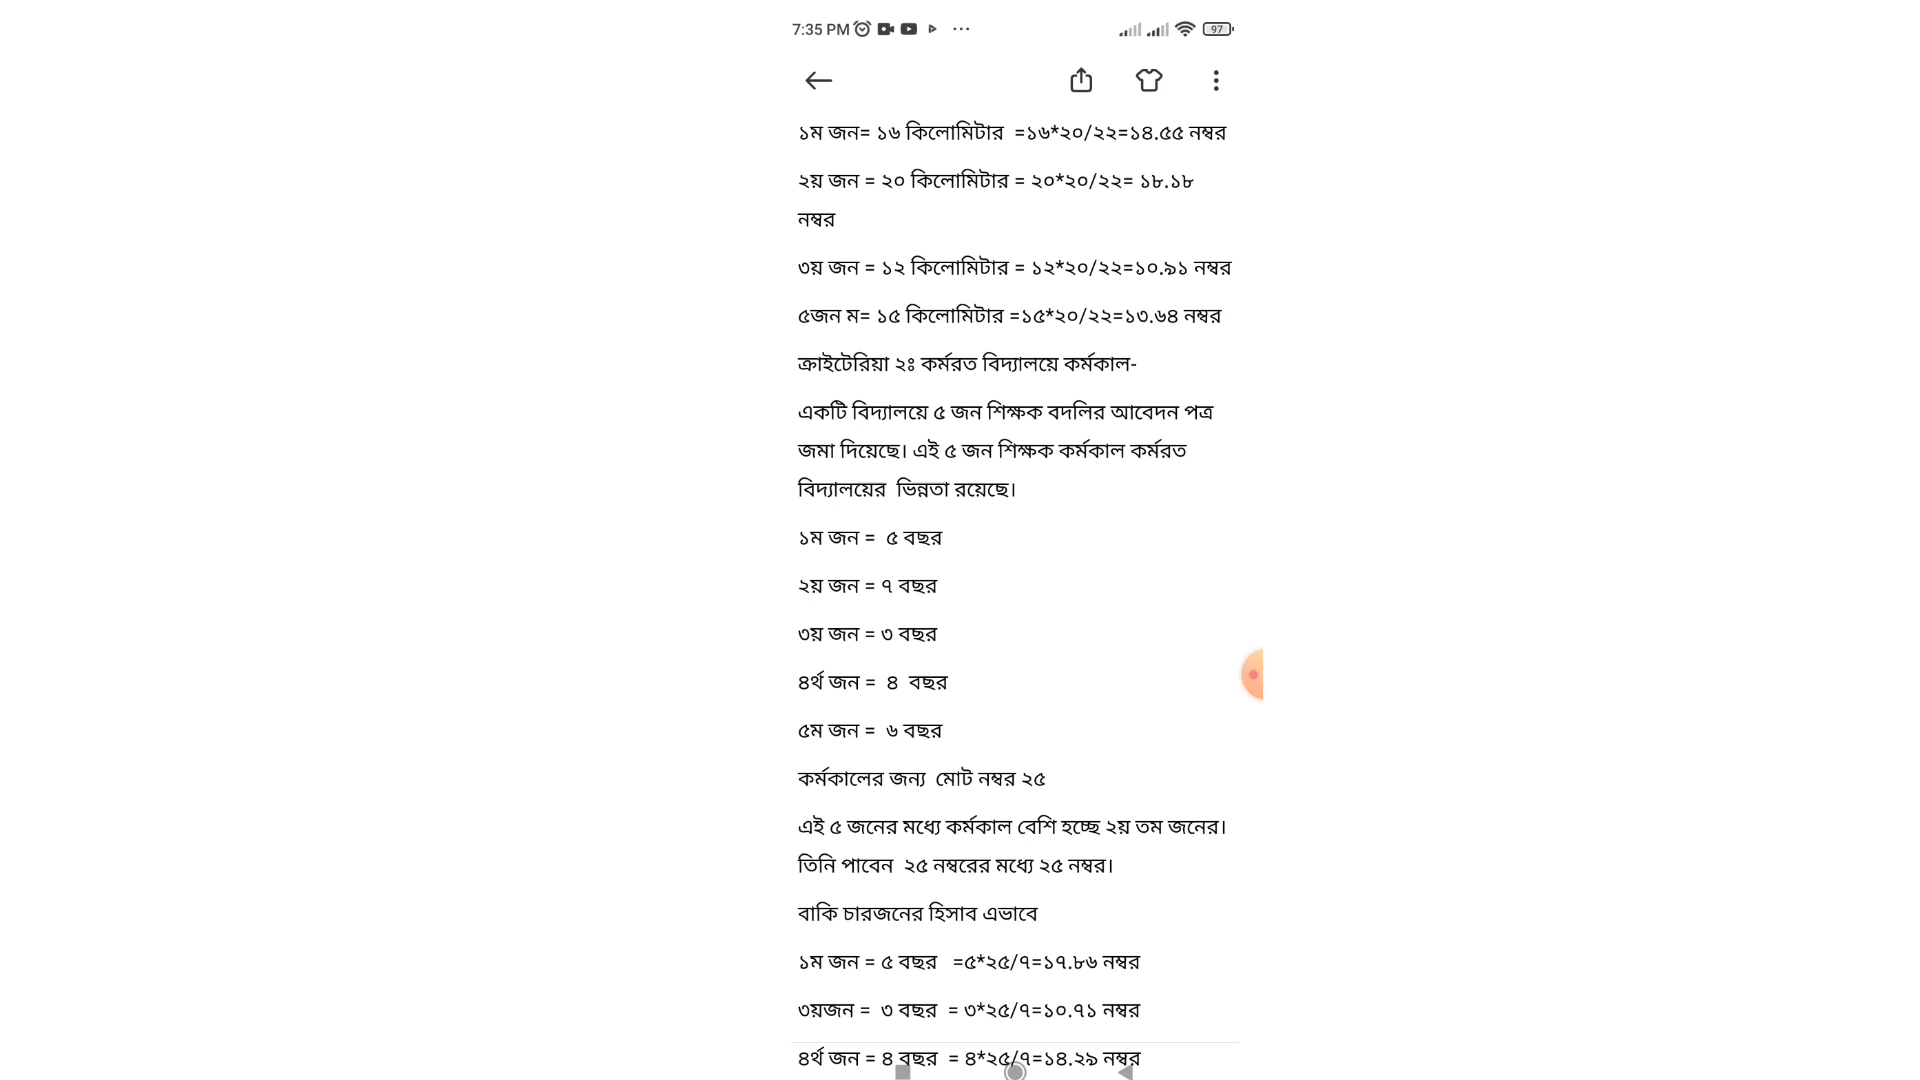 7:35 PM
97
১ম জন= ১৬ কিলোমিটার  =১৬*২০/২২=১৪.৫৫ নম্বর
২য় জন = ২০ কিলোমিটার = ২০*২০/২২= ১৮.১৮
নম্বর
৩য় জন = ১২ কিলোমিটার = ১২*২০/২২=১০.৯১ নম্বর
৫জন ম= ১৫ কিলোমিটার =১৫*২০/২২=১৩.৬৪ নম্বর
ক্রাইটেরিয়া ২ঃ কর্মরত বিদ্যালয়ে কর্মকাল-
একটি বিদ্যালয়ে ৫ জন শিক্ষক বদলির আবেদন পত্র
জমা দিয়েছে। এই ৫ জন শিক্ষক কর্মকাল কর্মরত
বিদ্যালয়ের  ভিন্নতা রয়েছে।
১ম জন =  ৫ বছর
২য় জন = ৭ বছর
৩য় জন = ৩ বছর
৪র্থ জন =  ৪  বছর
৫ম জন =  ৬ বছর
কর্মকালের জন্য  মোট নম্বর ২৫
এই ৫ জনের মধ্যে কর্মকাল বেশি হচ্ছে ২য় তম জনের।
তিনি পাবেন  ২৫ নম্বরের মধ্যে ২৫ নম্বর।
বাকি চারজনের হিসাব এভাবে
১ম জন = ৫ বছর   =৫*২৫/৭=১৭.৮৬ নম্বর
৩য়জন =  ৩ বছর  = ৩*২৫/৭=১০.৭১ নম্বর
৪র্থ জন = ৪ বছর  = ৪*২৫/৭=১৪.২৯ নম্বর